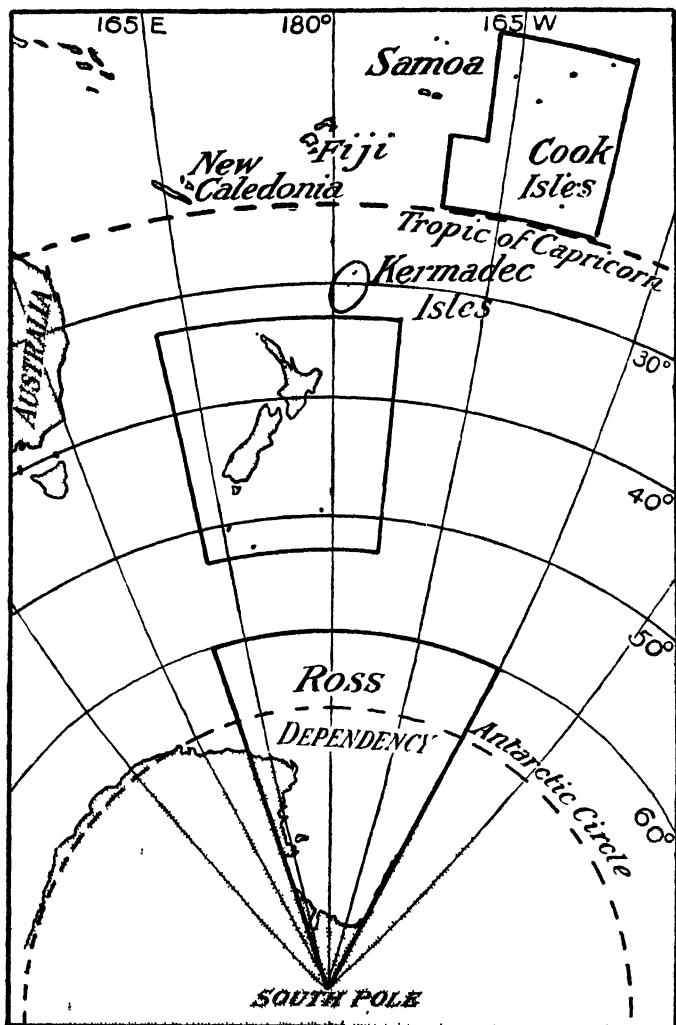 165 E
180°
165 W
Samoa
Fiji
Cook
Isles
New
Caledonia
Tropic of Capricorn
Kermadec
Isles
AUSTRALIA
30°
40°
50°
Ross
DEPENDENCY
Antarctic Circle
60°
SOUTH POLE